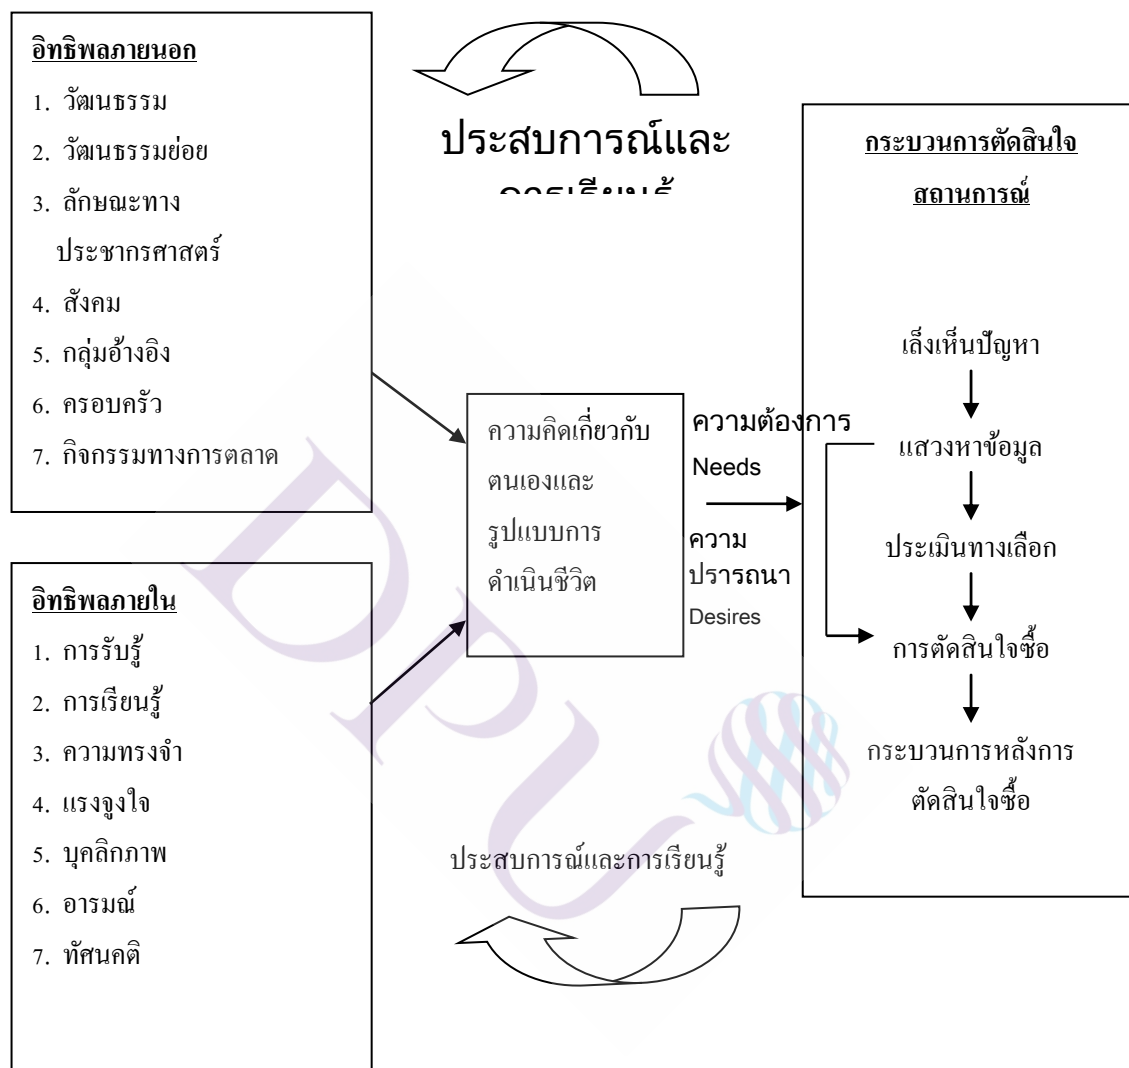 อิทธิพลภายนอก
1. วัฒนธรรม
2. วัฒนธรรมย่อย
3. ลักษณะทาง
ประชากรศาสตร์
4. สังคม
5. กลุ่มอ้างอิง
6. ครอบครัว
7. กิจกรรมทางการตลาด
อิทธิพลภายใน
1. การรับรู้
2. การเรียนรู้
3. ความทรงจำ
4. แรงจูงใจ
5. บุคลิกภาพ
6. อารมณ์
7. ทัศนคติ
ประสบการณ์และ
การเรียนรู้
ความคิดเกี่ยวกับ
ตนเองและ
รูปแบบการ
ดำเนินชีวิต
ความต้องการ
Needs
ความ
ปรารถนา
Desires
ประสบการณ์และการเรียนรู้
กระบวนการตัดสินใจ
สถานการณ์
เล็งเห็นปัญหา
แสวงหาข้อมูล
ประเมินทางเลือก
การตัดสินใจซื้อ
กระบวนการหลังการ
ตัดสินใจซื้อ
DPU